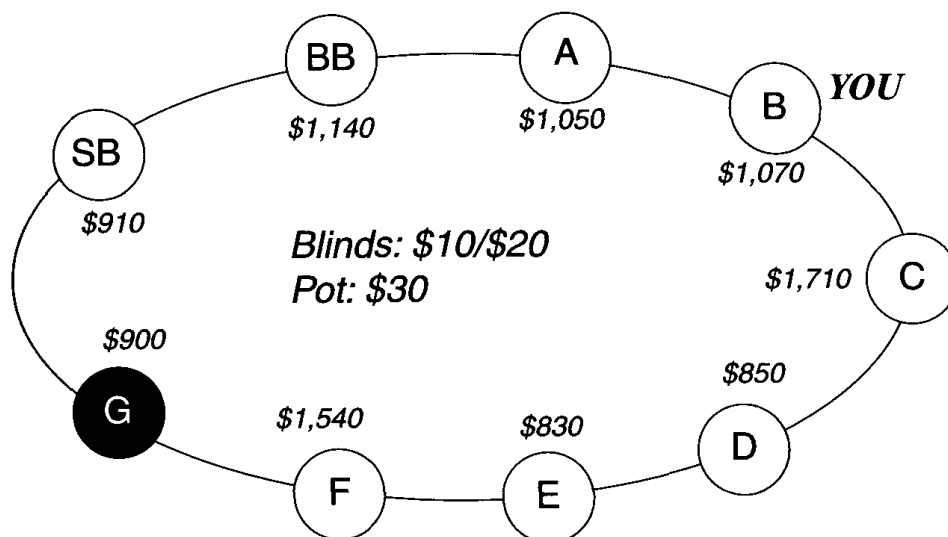 BB
A
B
YOU
$1,140
$1,050
SB
$1,070
$910
Blinds: $10/$20
Pot: $30
$1,710
C
$900
$850
G
$1,540
$830
D
F
E